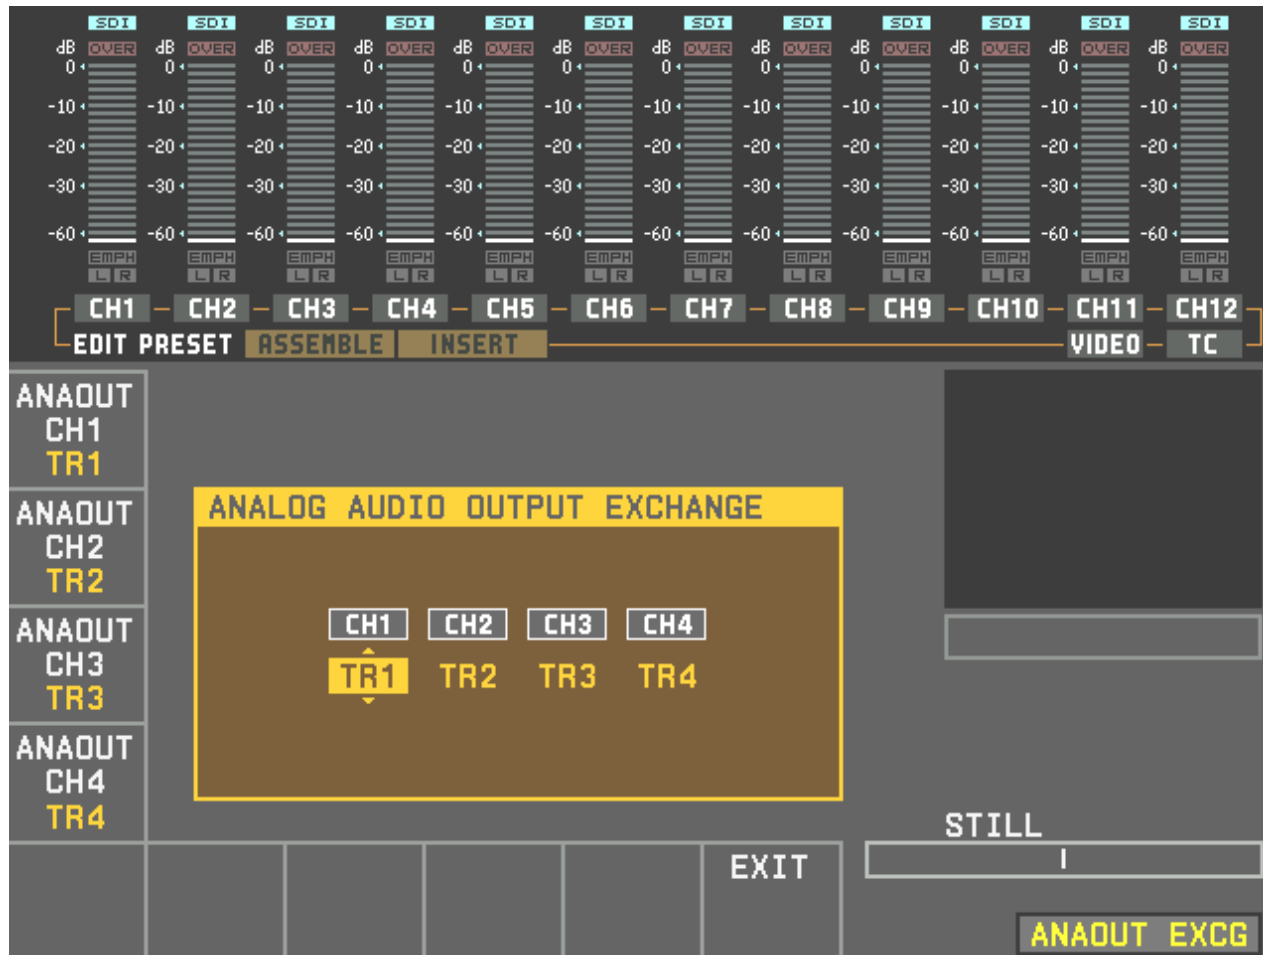 SDI SDI SDI SDI SDI SDI SDI SDI SDI SDI SDI SDI
dB OVER dB OVER dB OVER dB OVER dB OVER dB OVER dB OVER dB OVER dB OVER dB OVER dB OVER dB OVER
0 0 0 0 0 0 0 0 0 0 0 0
-10 -10 -10 -10 -10 -10 -10 -10 -10 -10 -10 -10
-20 -20 -20 -20 -20 -20 -20 -20 -20 -20 -20 -20
-30 -30 -30 -30 -30 -30 -30 -30 -30 -30 -30 -30
-60 -60 -60 -60 -60 -60 -60 -60 -60 -60 -60 -60
EMPH EMPH EMPH EMPH EMPH EMPH EMPH EMPH EMPH EMPH EMPH EMPH
L R L R L R L R L R L R L R L R L R L R L R L R
CH1 CH2 CH3 CH4 CH5 CH6 CH7 CH8 CH9 CH10 CH11 CH12
EDIT PRESET ASSEMBLE INSERT VIDEO TC
ANAOUT
CH1
TR1
ANAOUT
CH2
TR2
ANAOUT
CH3
TR3
ANAOUT
CH4
TR4
ANALOG AUDIO OUTPUT EXCHANGE
CH1 CH2 CH3 CH4
TR1 TR2 TR3 TR4
STILL
EXIT
ANAOUT EXCG